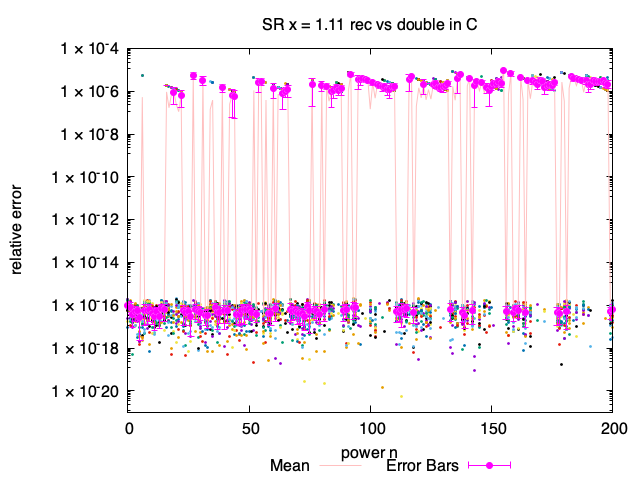 SR x = 1.11 rec vs double in C
1 × 10⁻⁴
1 × 10⁻⁶
1 × 10⁻⁸
1 × 10⁻¹⁰
1 × 10⁻¹²
1 × 10⁻¹⁴
1 × 10⁻¹⁶
1 × 10⁻¹⁸
1 × 10⁻²⁰
relative error
0 50 100 150 200
power n
Mean Error Bars